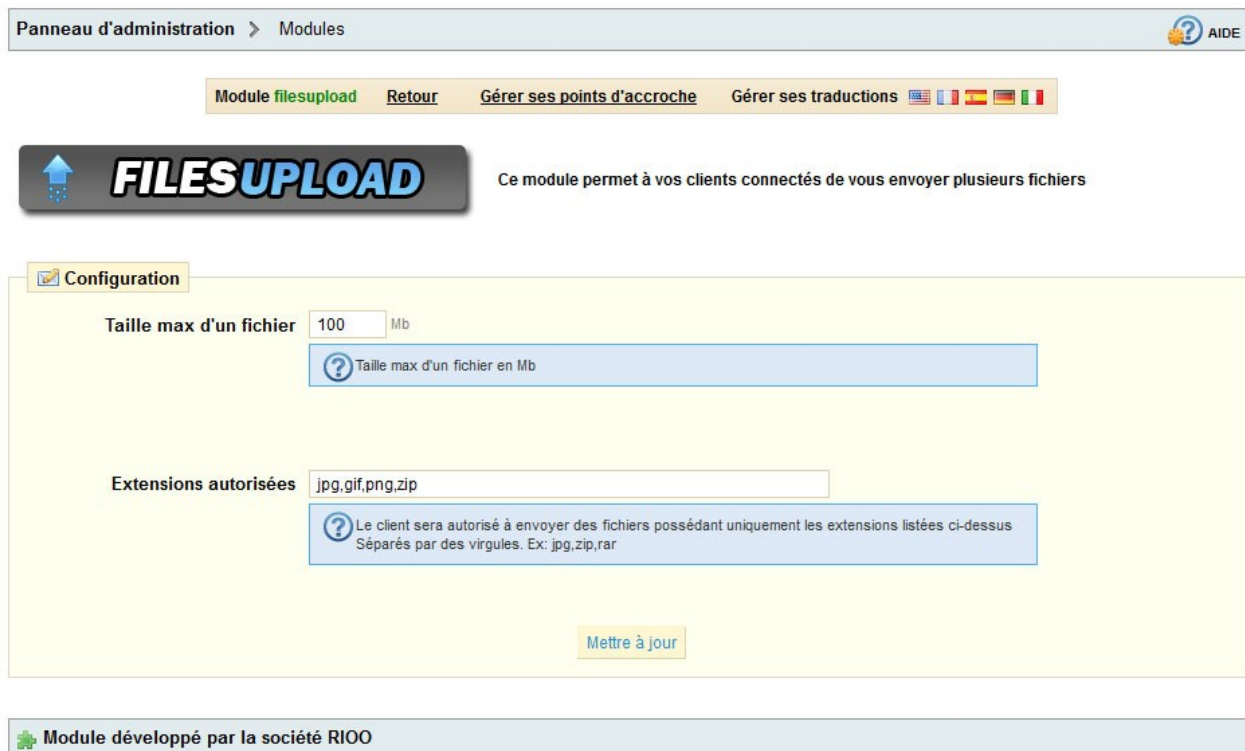 Panneau d'administration > Modules
AIDE
Module filesupload Retour Gérer ses points d'accroche Gérer ses traductions
FILESUPLOAD
Ce module permet à vos clients connectés de vous envoyer plusieurs fichiers
Configuration
Taille max d'un fichier 100 Mb
Taille max d'un fichier en Mb
Extensions autorisées jpg,gif,png,zip
Le client sera autorisé à envoyer des fichiers possédant uniquement les extensions listées ci-dessus
Séparés par des virgules. Ex: jpg,zip,rar
Mettre à jour
Module développé par la société RIOO